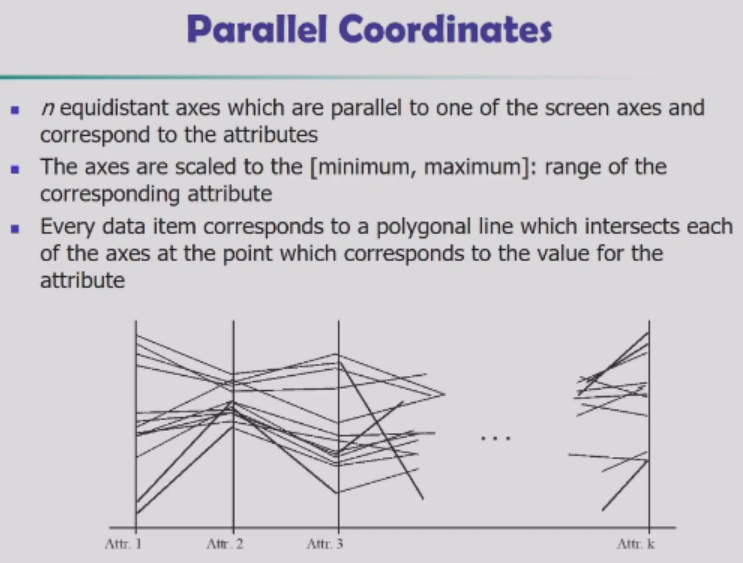 Parallel Coordinates
n equidistant axes which are parallel to one of the screen axes and
correspond to the attributes
The axes are scaled to the [minimum, maximum]: range of the
corresponding attribute
Every data item corresponds to a polygonal line which intersects each
of the axes at the point which corresponds to the value for the
attribute
. . .
Attr. 1 Attr. 2 Attr. 3 Attr. k